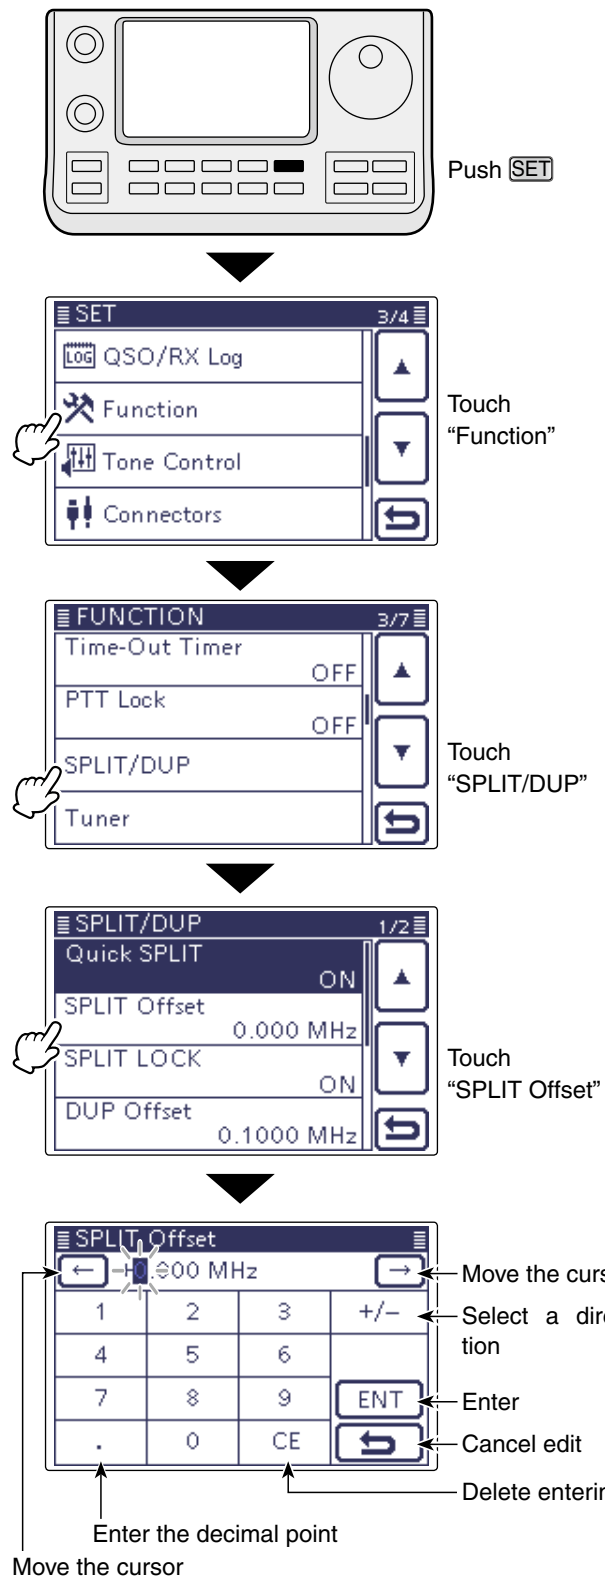 Push SET
SET 3/4
LOG QSO/RX Log
Function
Tone Control
Connectors
Touch
“Function”
FUNCTION 3/7
Time-Out Timer
OFF
PTT Lock
OFF
SPLIT/DUP
Tuner
Touch
“SPLIT/DUP”
SPLIT/DUP 1/2
Quick SPLIT
ON
SPLIT Offset
0.000 MHz
SPLIT LOCK
ON
DUP Offset
0.1000 MHz
Touch
“SPLIT Offset”
SPLIT Offset
← +0.000 MHz →
Move the
1 2 3 +/−
Select a
tion
4 5 6
7 8 9 ENT
Enter
. 0 CE
Cancel edit
Delete
Enter the decimal point
Move the cursor